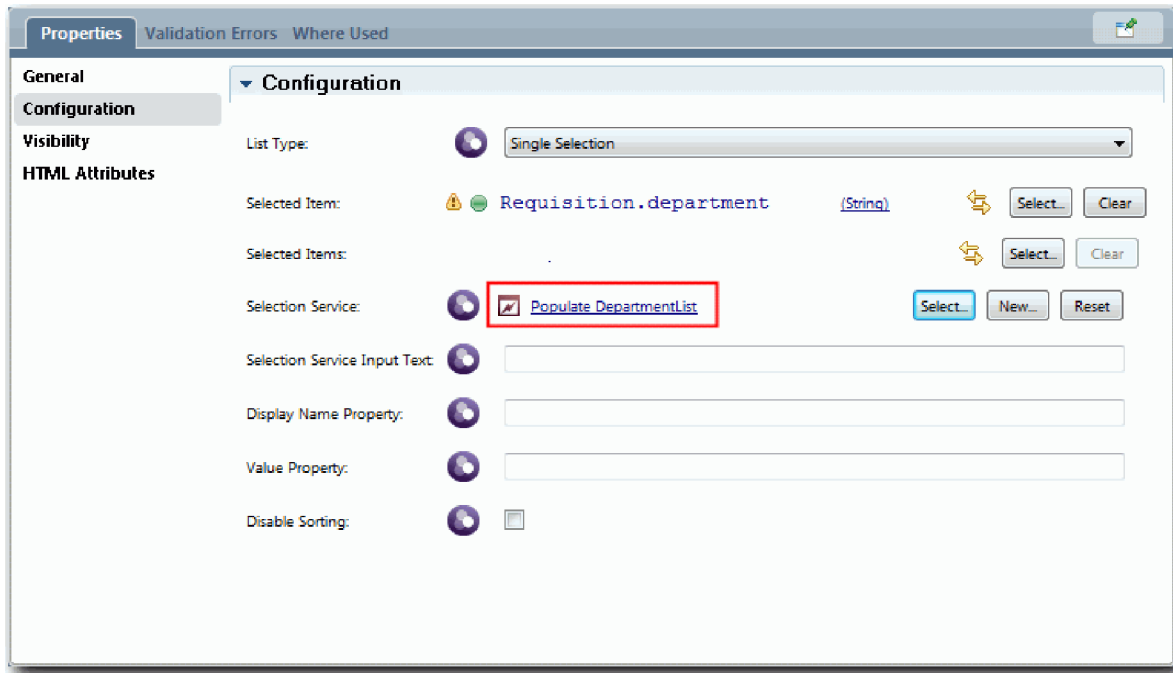 Properties Validation Errors Where Used
General
Configuration
Visibility
HTML Attributes
Configuration
List Type: Single Selection
Selected Item: Requisition.department (String) Select... Clear
Selected Items: Select... Clear
Selection Service: Populate DepartmentList Select... New... Reset
Selection Service Input Text:
Display Name Property:
Value Property:
Disable Sorting: